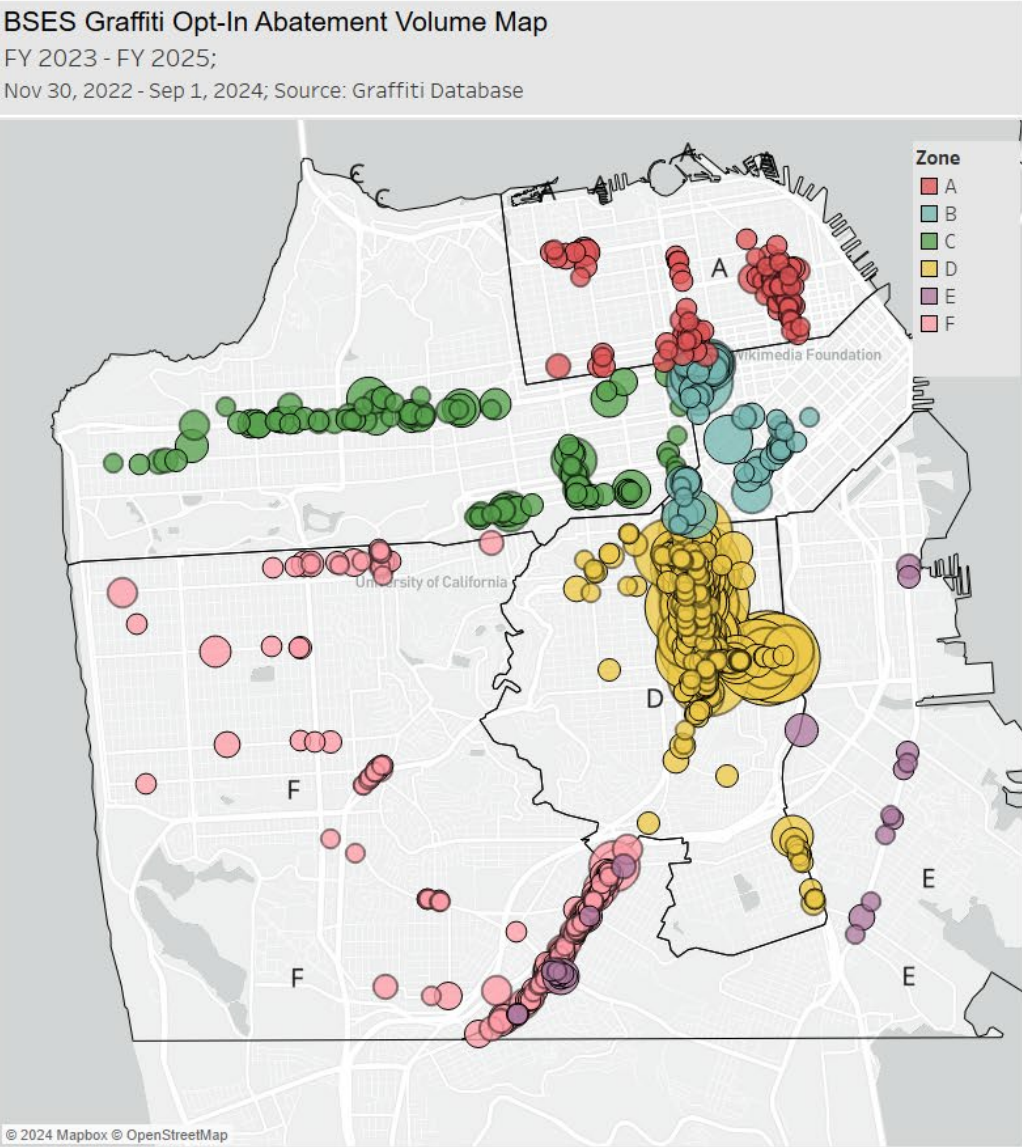 BSES Graffiti Opt-In Abatement Volume Map
FY 2023 - FY 2025;
Nov 30, 2022 - Sep 1, 2024; Source: Graffiti Database
Zone
A
B
C
D
E
F
C
C
A
A
C
A
A
Wikimedia Foundation
University of California
D
F
E
F
E
© 2024 Mapbox © OpenStreetMap